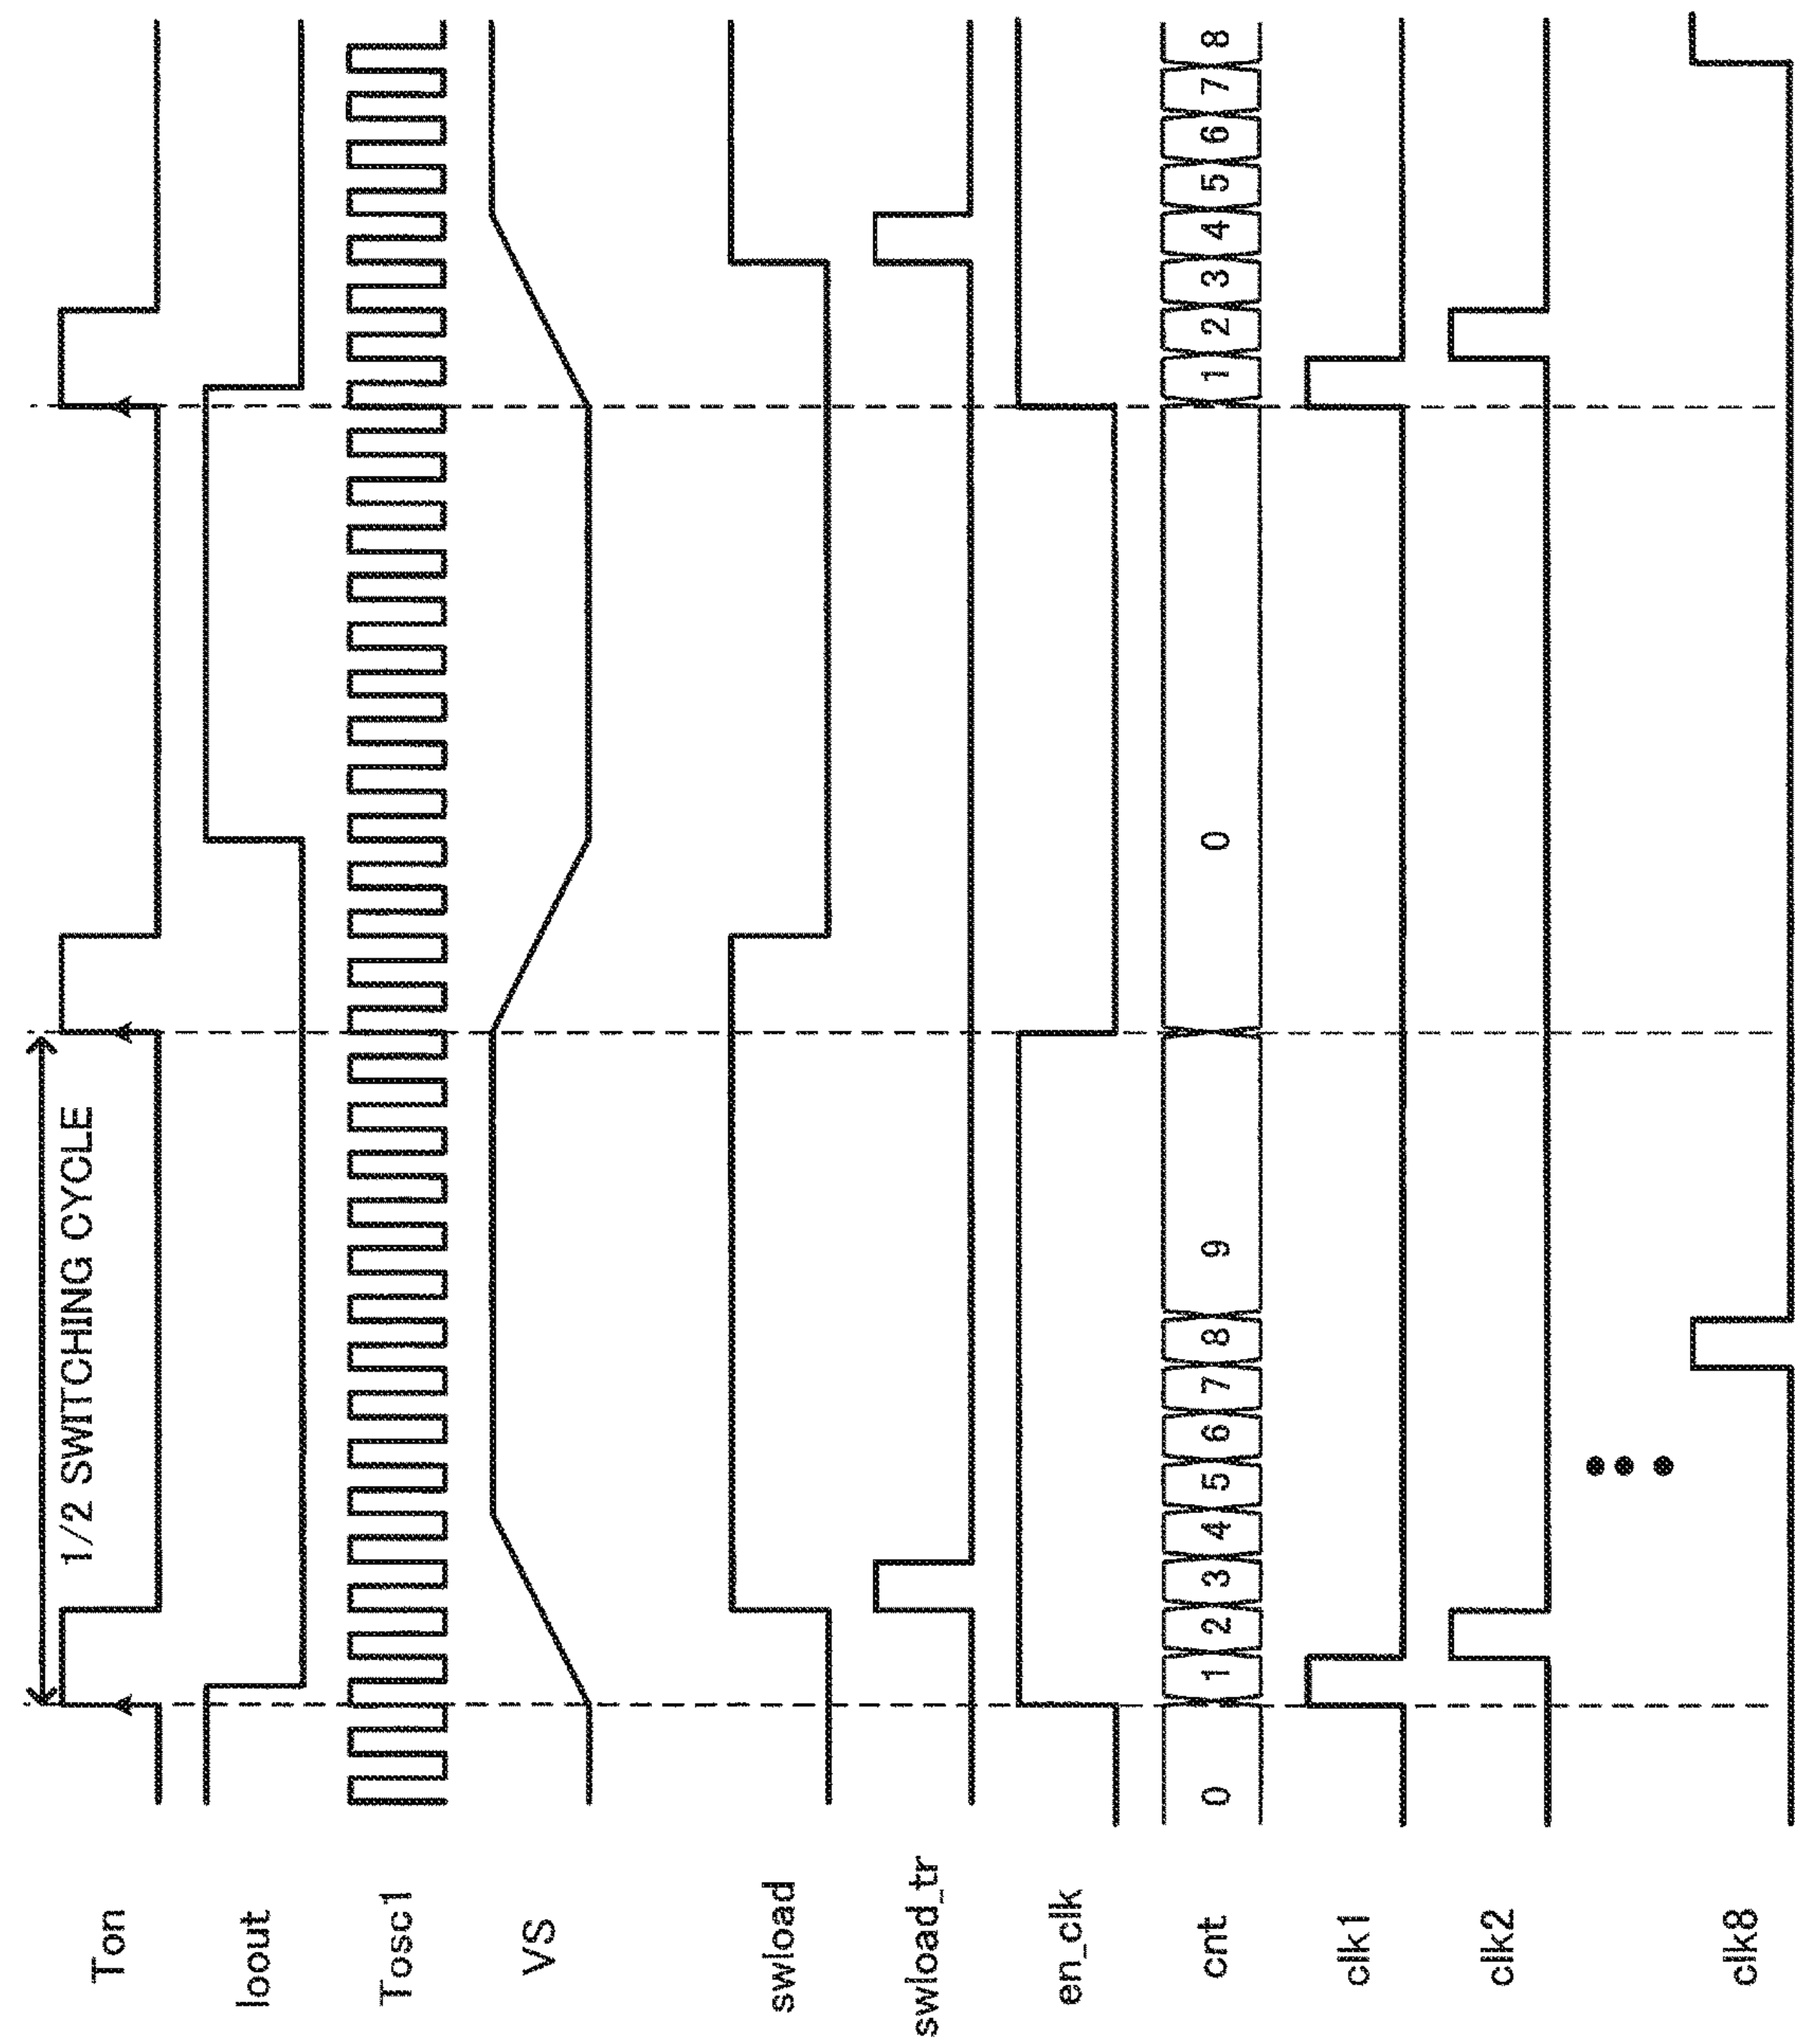 1/2 SWITCHING CYCLE
Ton
loout
Tosc1
VS
swload
swload_tr
en_clk
cnt 0 1 2 3 4 5 6 7 8 9 0 1 2 3 4 5 6 7 8
clk1
clk2
clk8